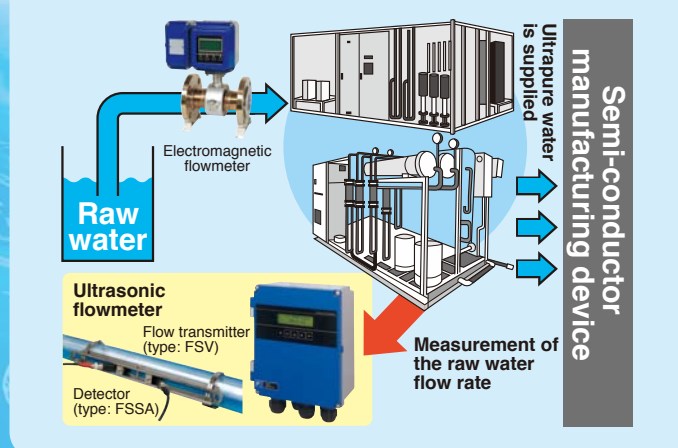 Electromagnetic
flowmeter
Raw
water
Ultrapure water
is supplied
Semi-conductor
manufacturing device
Ultrasonic
flowmeter
Flow transmitter
(type: FSV)
Detector
(type: FSSA)
Measurement of
the raw water
flow rate